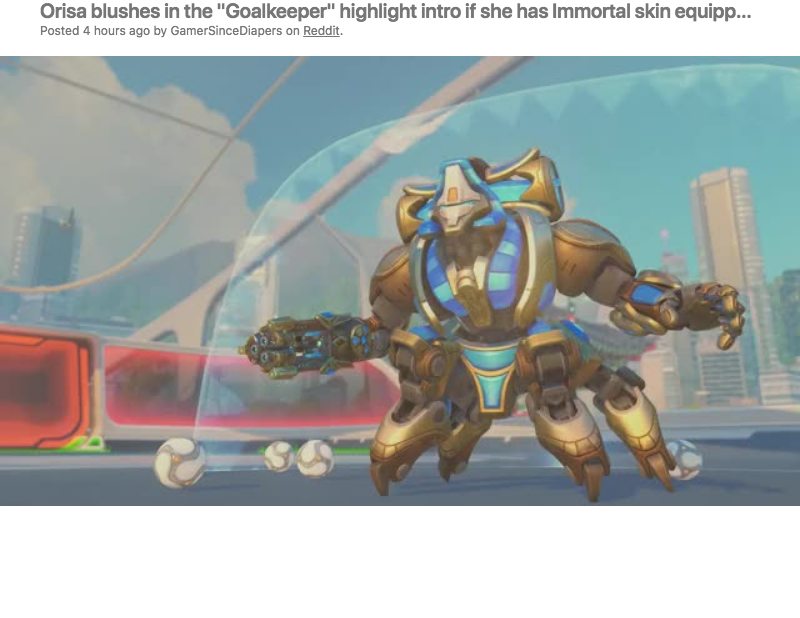 Orisa blushes in the "Goalkeeper" highlight intro if she has Immortal skin equipp...
Posted 4 hours ago by GamerSinceDiapers on Reddit.